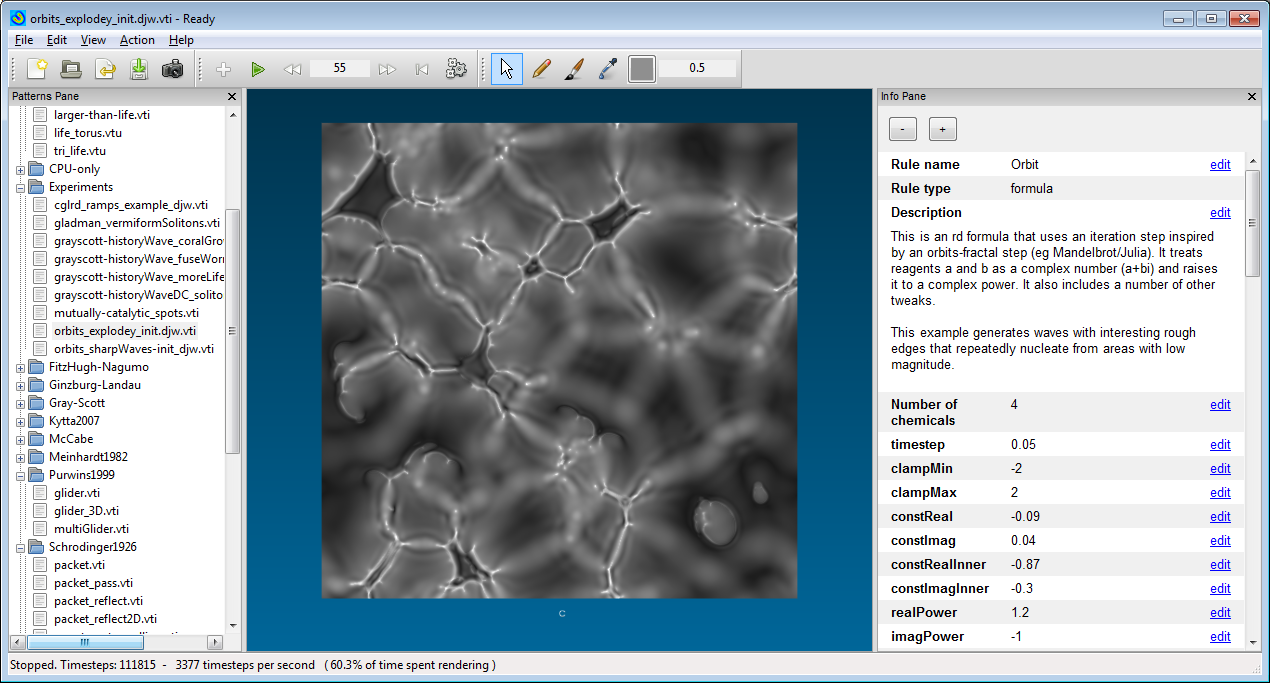 orbits_explodey_init.djw.vti - Ready
File Edit View Action Help
55
0.5
Patterns Pane
larger-than-life.vti
life_torus.vtu
tri_life.vtu
CPU-only
Experiments
cglrd_ramps_example_djw.vti
gladman_vermiformSolitons.vti
grayscott-historyWave_coralGro
grayscott-historyWave_fuseWorr
grayscott-historyWave_moreLife
grayscott-historyWaveDC_solito
mutually-catalytic_spots.vti
orbits_explodey_init.djw.vti
orbits_sharpWaves-init_djw.vti
FitzHugh-Nagumo
Ginzburg-Landau
Gray-Scott
Kytta2007
McCabe
Meinhardt1982
Purwins1999
glider.vti
glider_3D.vti
multiGlider.vti
Schrodinger1926
packet.vti
packet_pass.vti
packet_reflect.vti
packet_reflect2D.vti
c
Info Pane
- +
Rule name Orbit edit
Rule type formula
Description edit
This is an rd formula that uses an iteration step inspired
by an orbits-fractal step (eg Mandelbrot/Julia). It treats
reagents a and b as a complex number (a+bi) and raises
it to a complex power. It also includes a number of other
tweaks.
This example generates waves with interesting rough
edges that repeatedly nucleate from areas with low
magnitude.
Number of chemicals 4 edit
timestep 0.05 edit
clampMin -2 edit
clampMax 2 edit
constReal -0.09 edit
constImag 0.04 edit
constRealInner -0.87 edit
constImagInner -0.3 edit
realPower 1.2 edit
imagPower -1 edit
Stopped. Timesteps: 111815 - 3377 timesteps per second ( 60.3% of time spent rendering )